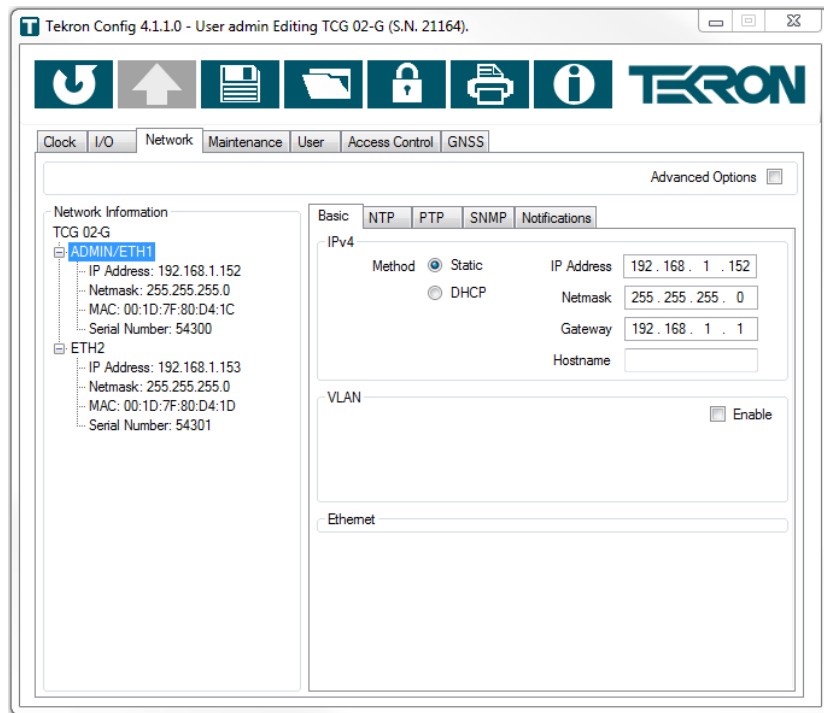 Tekron Config 4.1.1.0 - User admin Editing TCG 02-G (S.N. 21164).
TEKRON
Clock I/O Network Maintenance User Access Control GNSS
Advanced Options
Network Information
TCG 02-G
ADMIN/ETH1
IP Address: 192.168.1.152
Netmask: 255.255.255.0
MAC: 00:1D:7F:80:D4:1C
Serial Number: 54300
ETH2
IP Address: 192.168.1.153
Netmask: 255.255.255.0
MAC: 00:1D:7F:80:D4:1D
Serial Number: 54301
Basic NTP PTP SNMP Notifications
IPv4
Method Static IP Address 192 . 168 . 1 . 152
DHCP Netmask 255 . 255 . 255 . 0
Gateway 192 . 168 . 1 . 1
Hostname
VLAN
Enable
Ethernet